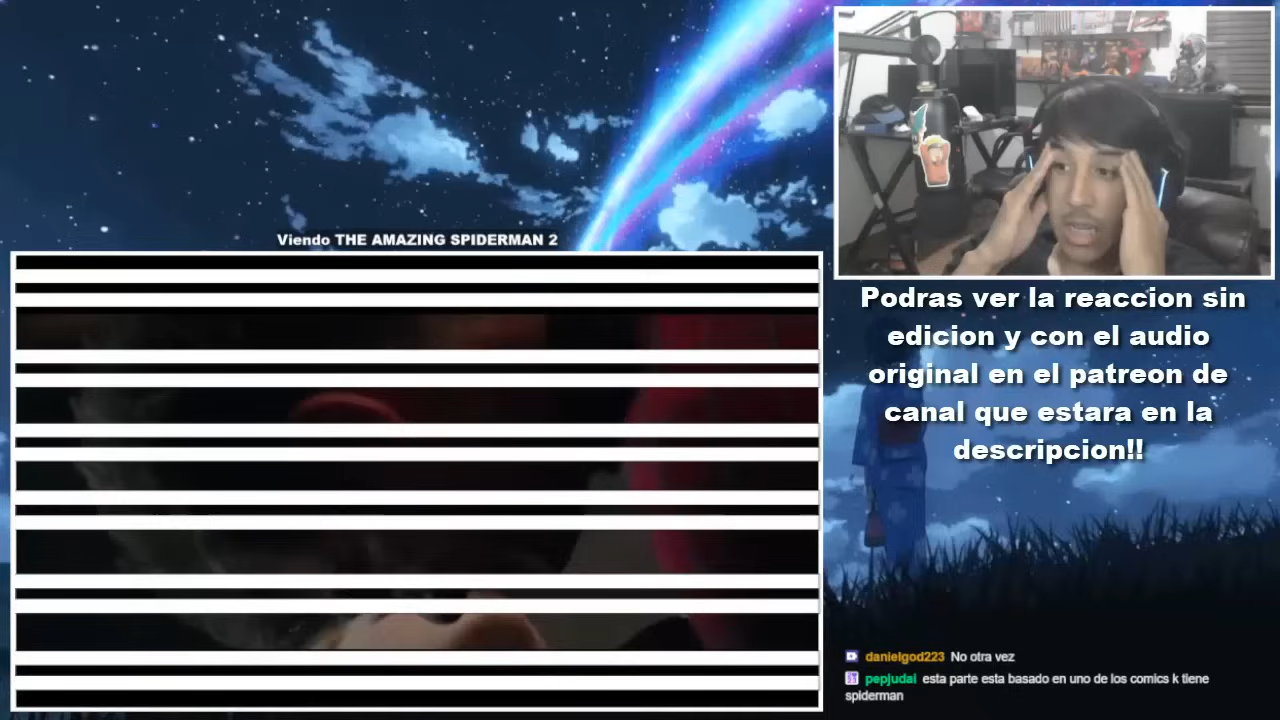 Viendo THE AMAZING SPIDERMAN 2
Podras ver la reaccion sin
edicion y con el audio
original en el patreon de
canal que estara en la
descripcion!!
danielgod223 No otra vez
pepjudai esta parte esta basado en uno de los comics k tiene
spiderman